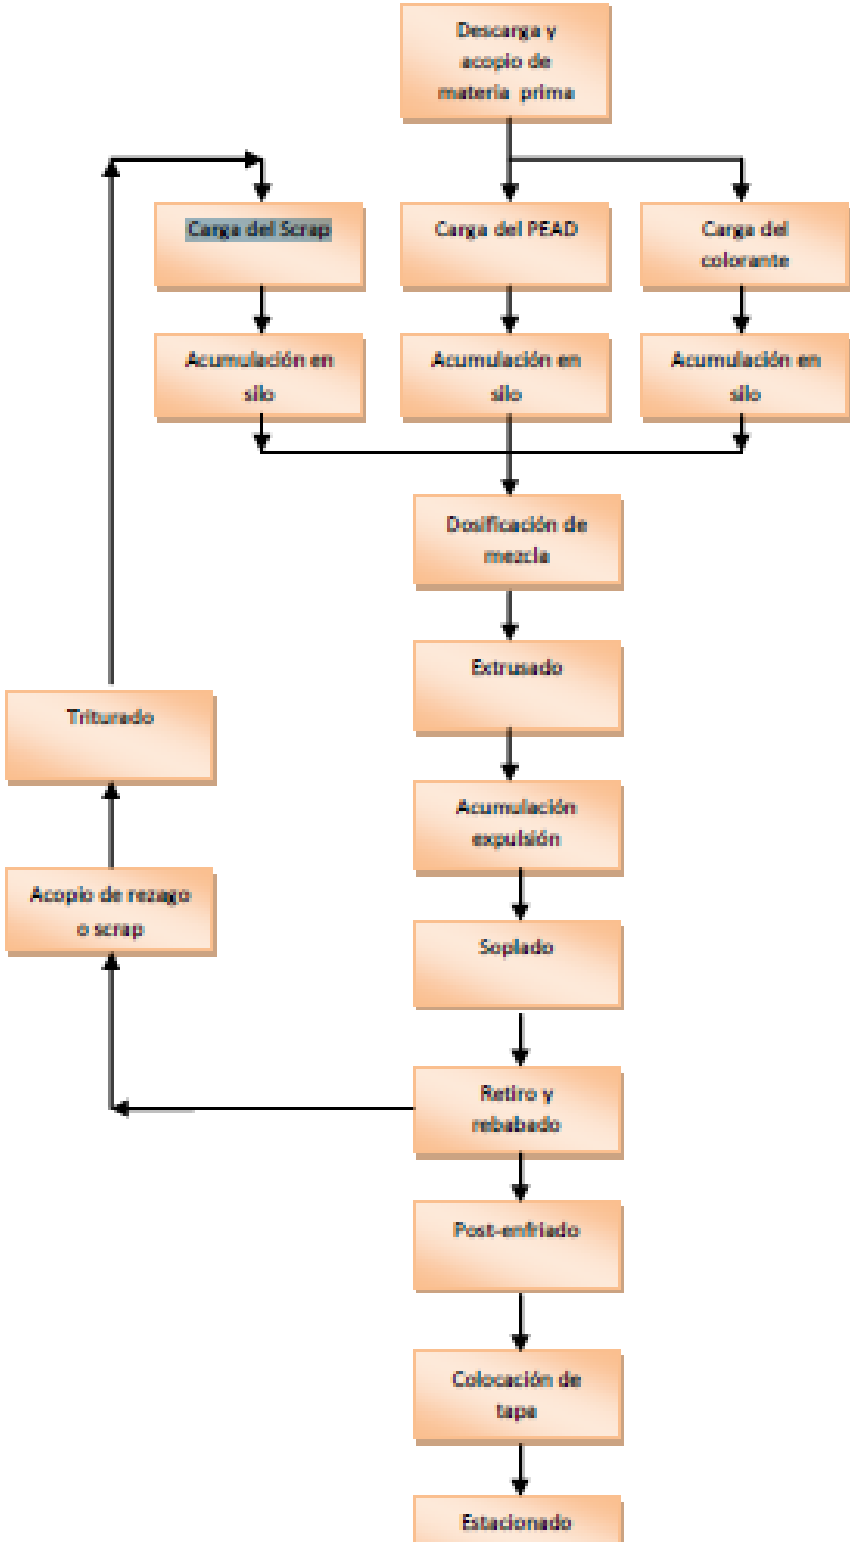 Descarga y
acopio de
materia prima
Carga del Scrap
Carga del PEAD
Carga del
colorante
Acumulación en
silo
Acumulación en
silo
Acumulación en
silo
Dosificación de
mezcla
Extrusado
Triturado
Acumulación
expulsión
Acopio de rezago
o scrap
Soplado
Retiro y
rebabado
Post-enfriado
Colocación de
tapa
Estacionado